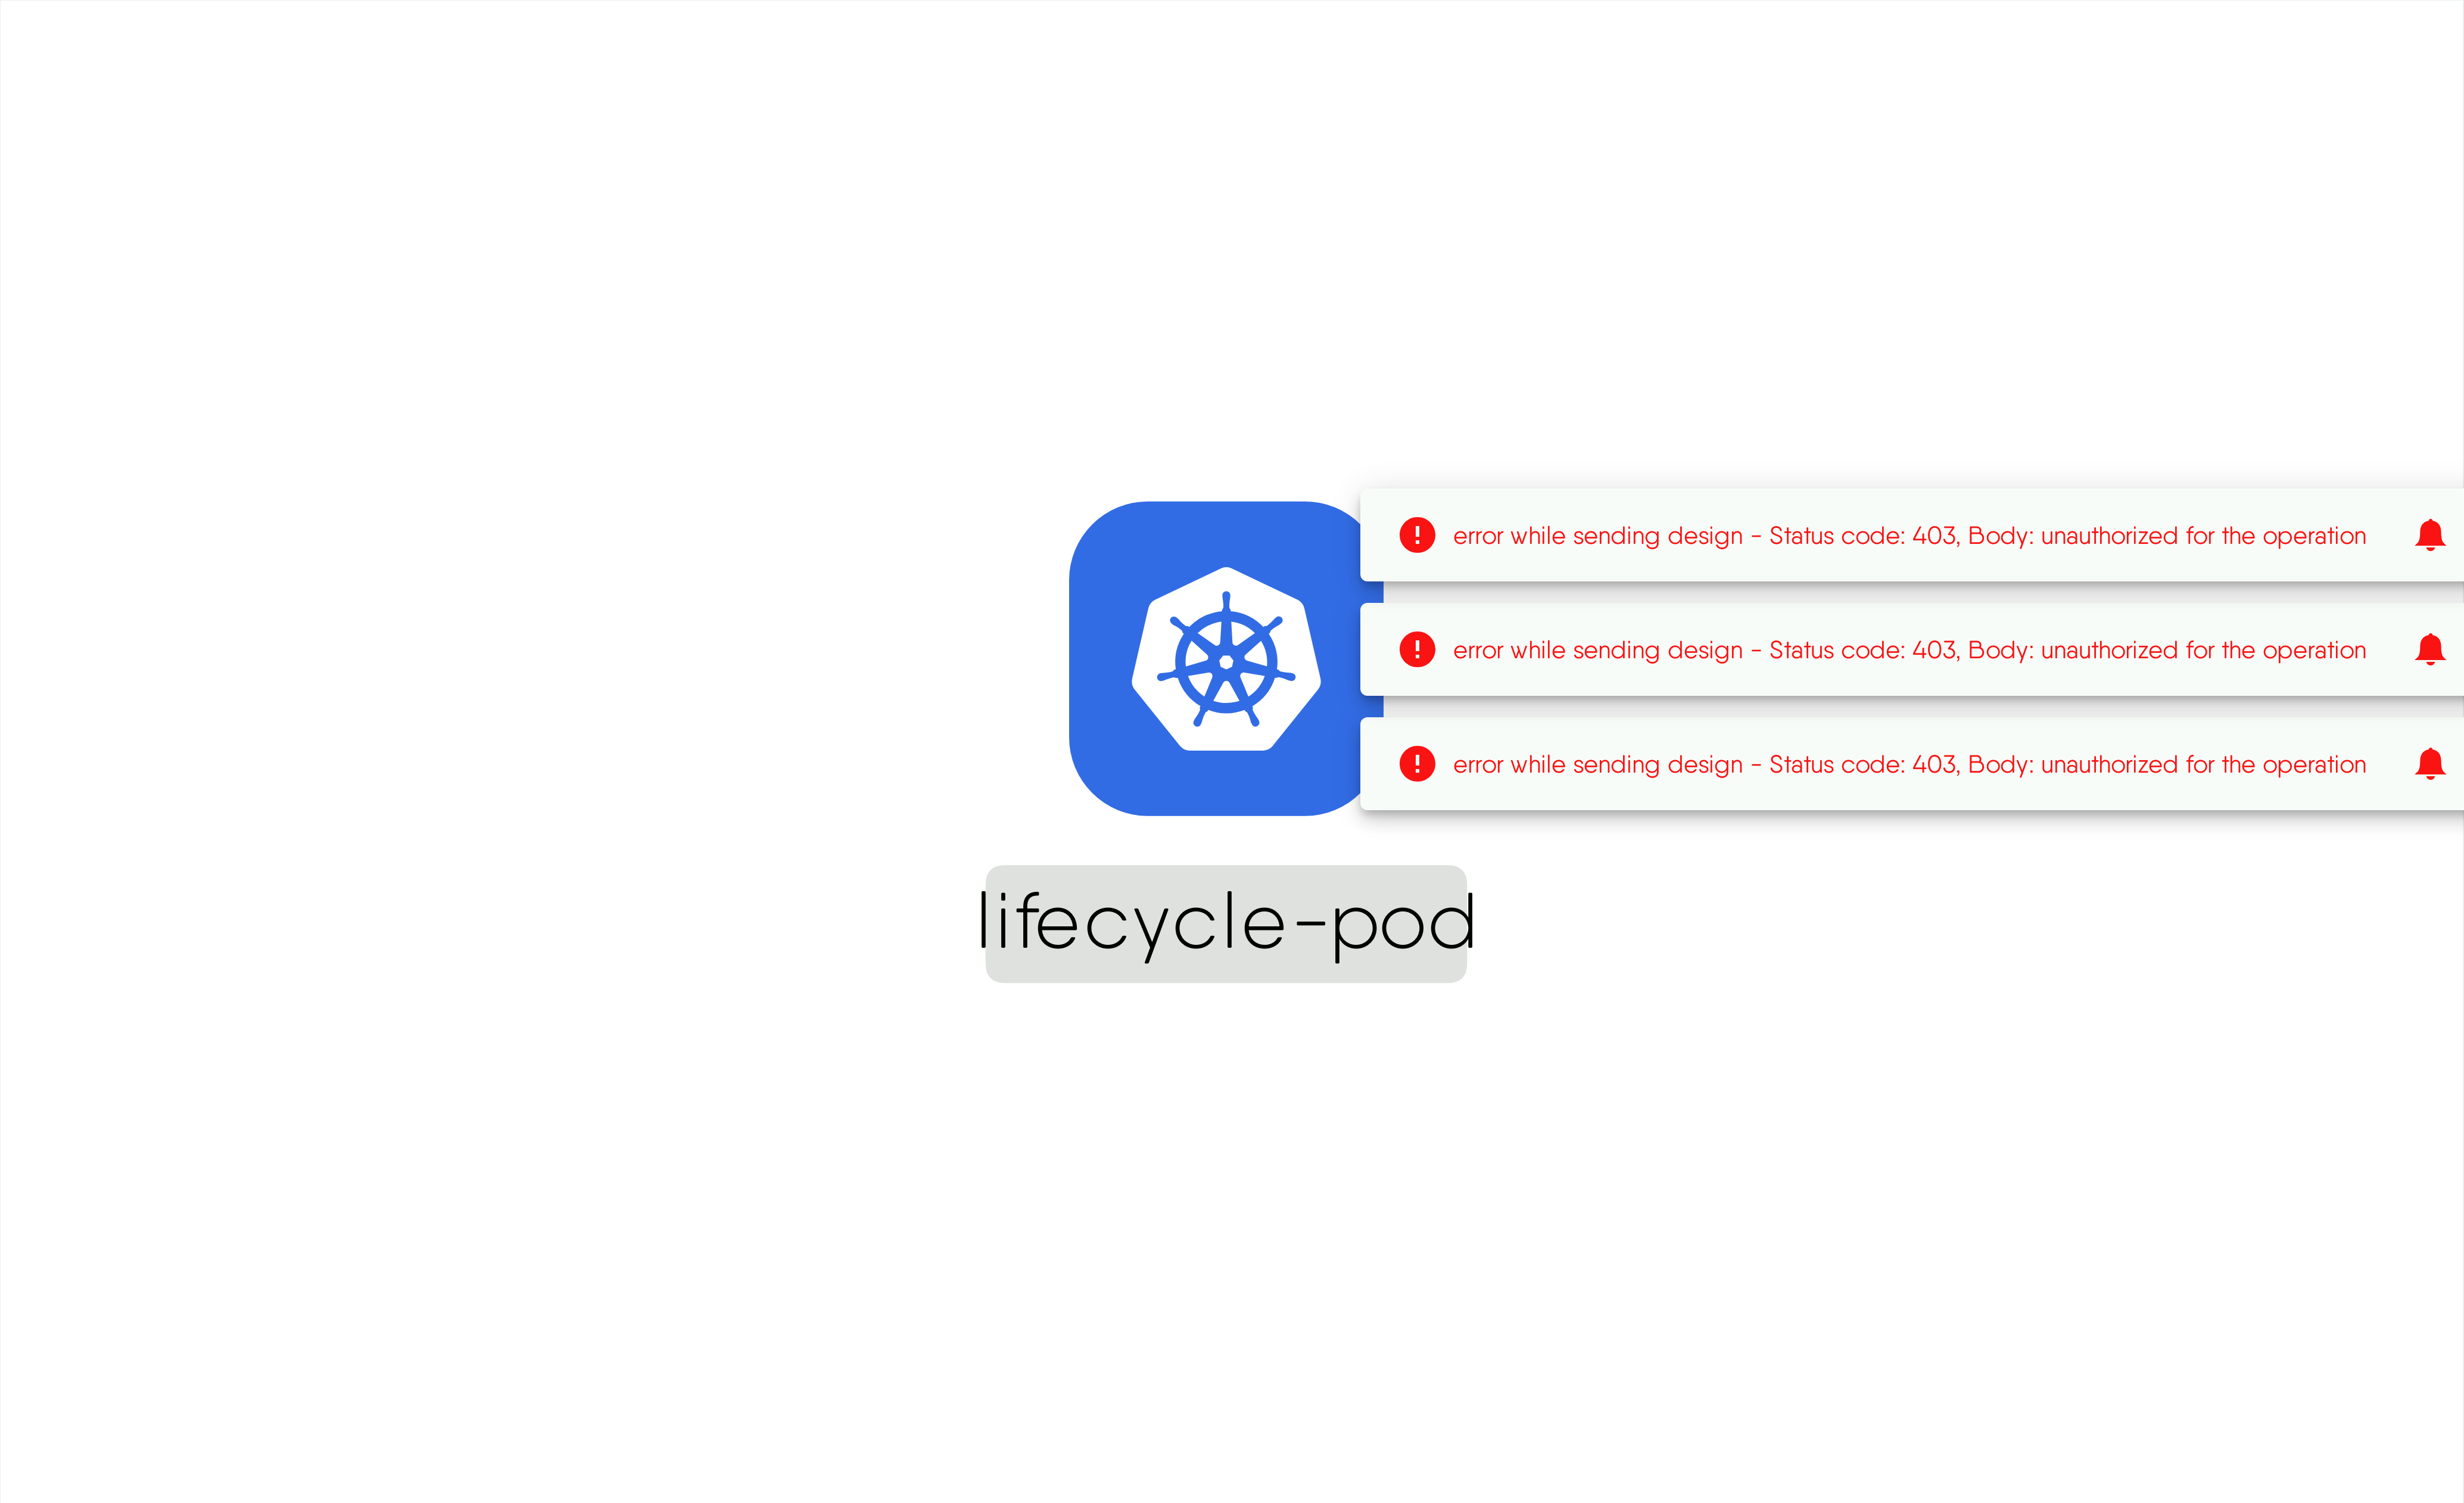 error while sending design - Status code: 403, Body: unauthorized for the operation
error while sending design - Status code: 403, Body: unauthorized for the operation
error while sending design - Status code: 403, Body: unauthorized for the operation
lifecycle-pod